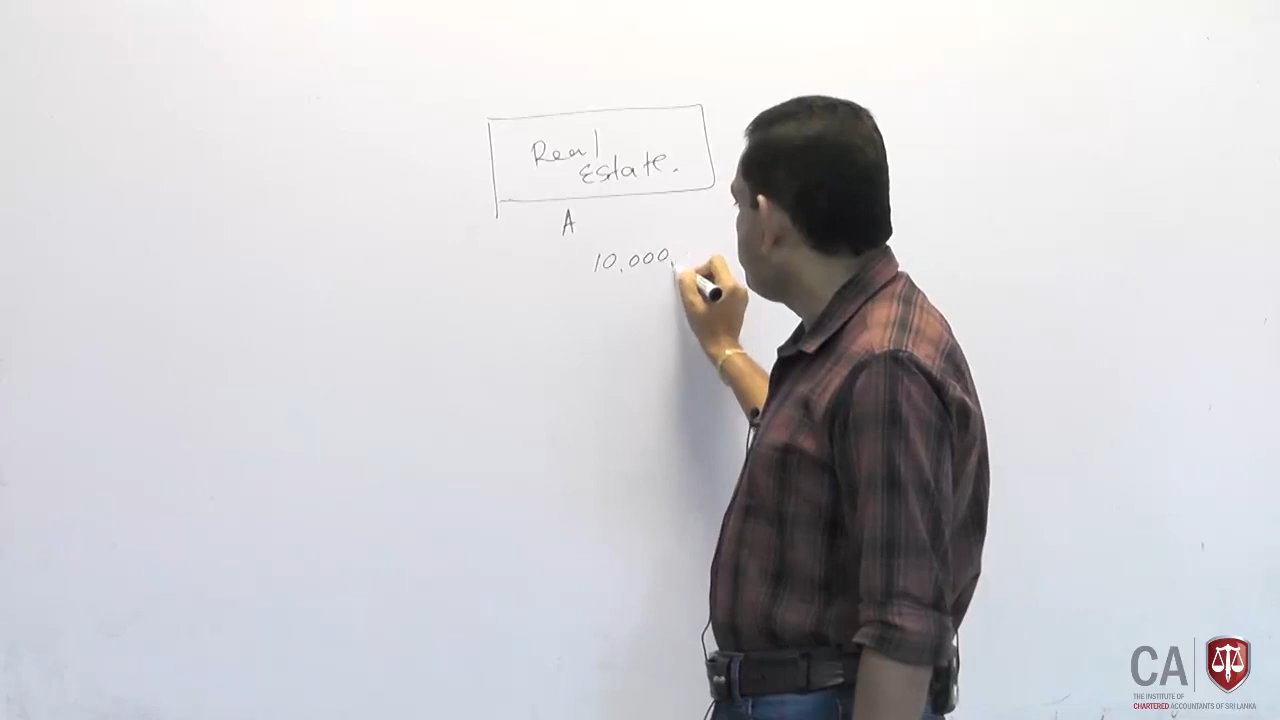 Real
Estate.
A
10,000,
CA
THE INSTITUTE OF
CHARTERED ACCOUNTANTS OF SRI LANKA